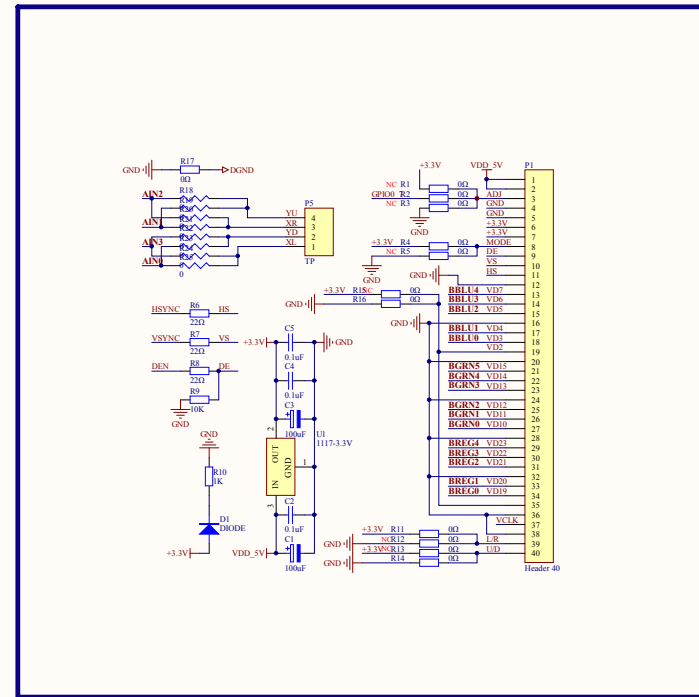 R17
GND
DGND
0Ω
AIN2
R18
R19
R20
AIN1
R21
R22
R23
AIN3
R24
R25
AIN0
0
P5
YU
4
XR
3
YD
2
XL
1
TP
HSYNC
R6
HS
22Ω
VSYNC
R7
VS
22Ω
DEN
R8
DE
22Ω
R9
10K
GND
GND
R10
1K
D1
DIODE
+3.3V
+3.3V
C5
0.1uF
GND
C4
0.1uF
C3
100uF
U1
1117-3.3V
2
OUT
GND
1
IN
3
C2
0.1uF
VDD_5V
C1
100uF
+3.3V
VDD_5V
P1
NC
R1
0Ω
GPIO0
R2
0Ω
NC
R3
0Ω
GND
+3.3V
R4
0Ω
NC
R5
0Ω
GND
GND
+3.3V
R15
NC
0Ω
GND
R16
0Ω
GND
1
2
ADJ
3
GND
4
GND
5
+3.3V
6
+3.3V
7
MODE
8
DE
9
VS
10
HS
11
12
BBLU4
VD7
13
BBLU3
VD6
14
BBLU2
VD5
15
16
BBLU1
VD4
17
BBLU0
VD3
18
VD2
19
20
BGRN5
VD15
21
BGRN4
VD14
22
BGRN3
VD13
23
24
BGRN2
VD12
25
BGRN1
VD11
26
BGRN0
VD10
27
28
BREG4
VD23
29
BREG3
VD22
30
BREG2
VD21
31
32
BREG1
VD20
33
BREG0
VD19
34
35
36
VCLK
37
38
L/R
39
U/D
40
Header 40
+3.3V
R11
0Ω
GND
NC
R12
0Ω
+3.3V
NC
R13
0Ω
GND
R14
0Ω